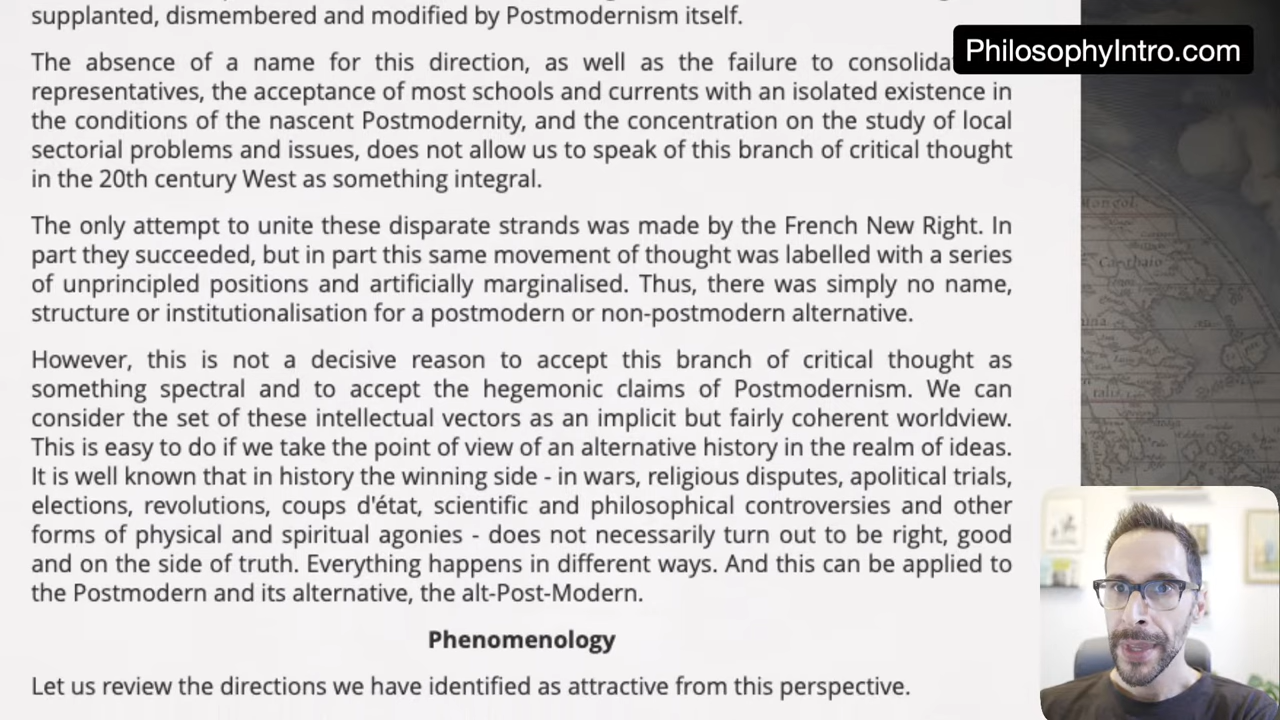 supplanted, dismembered and modified by Postmodernism itself.
PhilosophyIntro.com
The absence of a name for this direction, as well as the failure to
representatives, the acceptance of most schools and currents with an isolated existence in
the conditions of the nascent Postmodernity, and the concentration on the study of local
sectorial problems and issues, does not allow us to speak of this branch of critical thought
in the 20th century West as something integral.
The only attempt to unite these disparate strands was made by the French New Right. In
part they succeeded, but in part this same movement of thought was labelled with a series
of unprincipled positions and artificially marginalised. Thus, there was simply no name,
structure or institutionalisation for a postmodern or non-postmodern alternative.
However, this is not a decisive reason to accept this branch of critical thought as
something spectral and to accept the hegemonic claims of Postmodernism. We can
consider the set of these intellectual vectors as an implicit but fairly coherent worldview.
This is easy to do if we take the point of view of an alternative history in the realm of ideas.
It is well known that in history the winning side - in wars, religious disputes, apolitical trials,
elections, revolutions, coups d'état, scientific and philosophical controversies and other
forms of physical and spiritual agonies - does not necessarily turn out to be right, good
and on the side of truth. Everything happens in different ways. And this can be applied to
the Postmodern and its alternative, the alt-Post-Modern.
Phenomenology
Let us review the directions we have identified as attractive from this perspective.